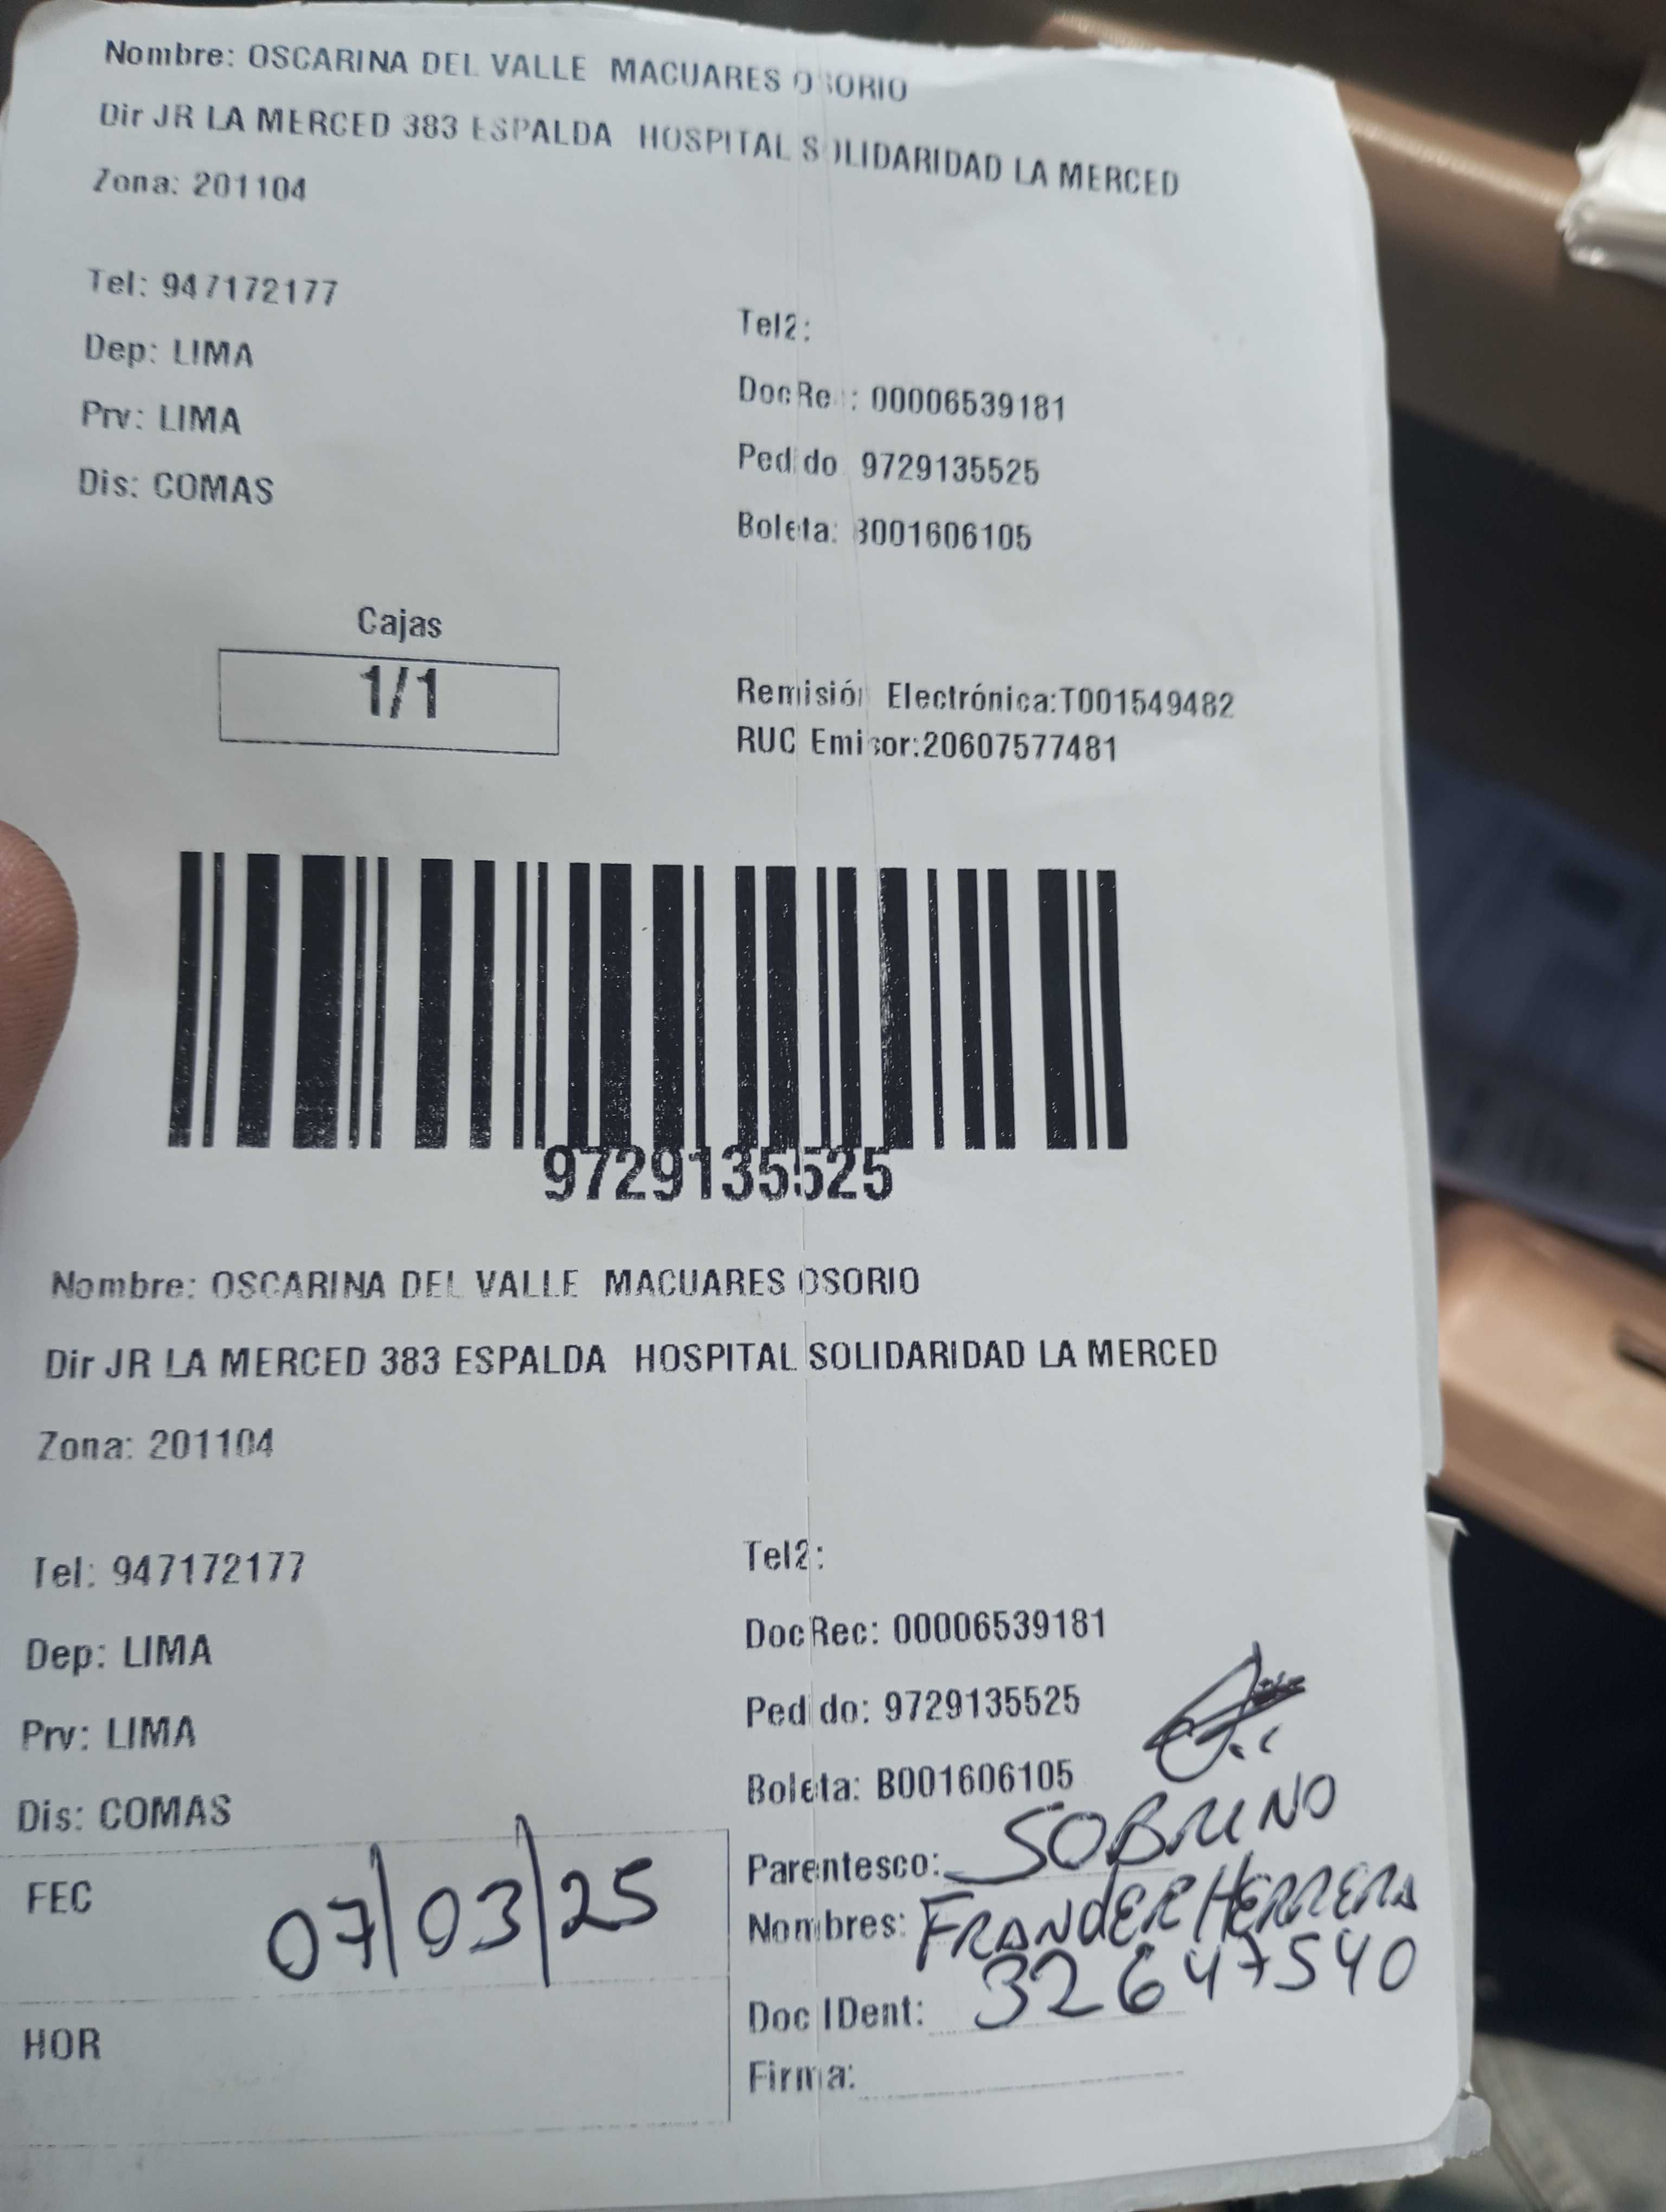 Nombre: OSCARINA DEL VALLE MACUARES OSORIO
Dir JR LA MERCED 383 ESPALDA HOSPITAL SOLIDARIDAD LA MERCED
Zona: 201104
Tel: 947172177
Tel2:
Dep: LIMA
DocRe :: 00006539181
Prv: LIMA
Pedido 9729135525
Dis: COMAS
Boleta: B001606105
Cajas
1/1
Remisión Electrónica:T001549482
RUC Emisor:20607577481
9729135525
Nombre: OSCARINA DEL VALLE MACUARES OSORIO
Dir JR LA MERCED 383 ESPALDA HOSPITAL SOLIDARIDAD LA MERCED
Zona: 201104
Tel: 947172177
Tel2:
Dep: LIMA
DocRec: 00006539181
Prv: LIMA
Pedido: 9729135525
Dis: COMAS
Boleta: B001606105
FEC 07/03/25
HOR
Parentesco: SOBRINO
Nombres: FRANdER HERRERA
Doc IDent: 32647540
Firma: